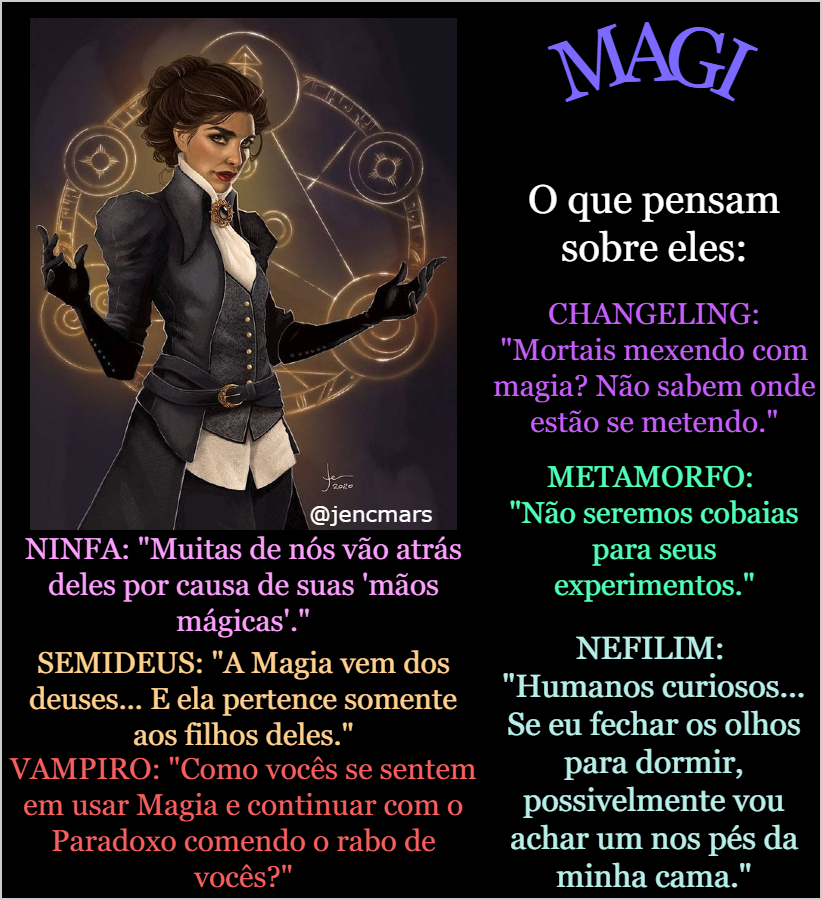 MAGI
O que pensam
sobre eles:
CHANGELING:
"Mortais mexendo com
magia? Não sabem onde
estão se metendo."
METAMORFO:
"Não seremos cobaias
para seus
experimentos."
NEFILIM:
"Humanos curiosos...
Se eu fechar os olhos
para dormir,
possivelmente vou
achar um nos pés da
minha cama."
Jen
2020
@jencmars
NINFA: "Muitas de nós vão atrás
deles por causa de suas 'mãos
mágicas'."
SEMIDEUS: "A Magia vem dos
deuses... E ela pertence somente
aos filhos deles."
VAMPIRO: "Como vocês se sentem
em usar Magia e continuar com o
Paradoxo comendo o rabo de
vocês?"